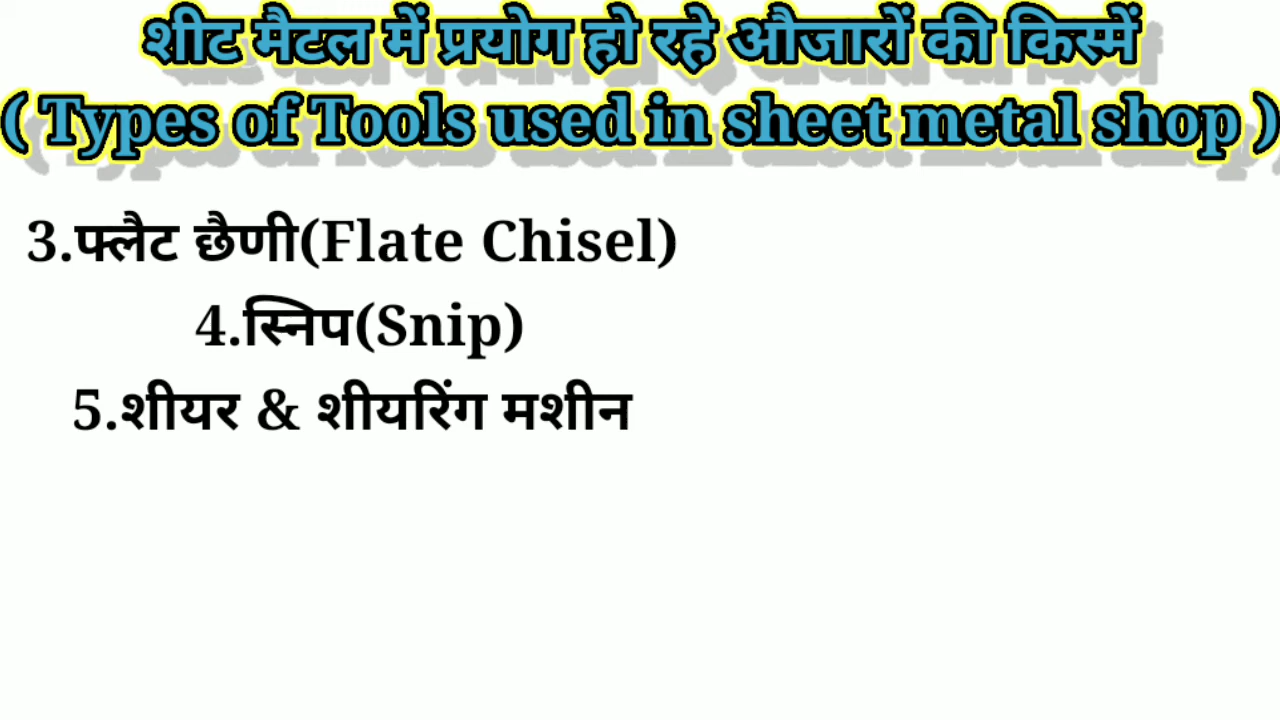 शीट मैटल में प्रयोग हो रहे औजारों की किस्में
( Types of Tools used in sheet metal shop )
3.फ्लैट छैणी(Flate Chisel)
4.स्निप(Snip)
5.शीयर & शीयरिंग मशीन